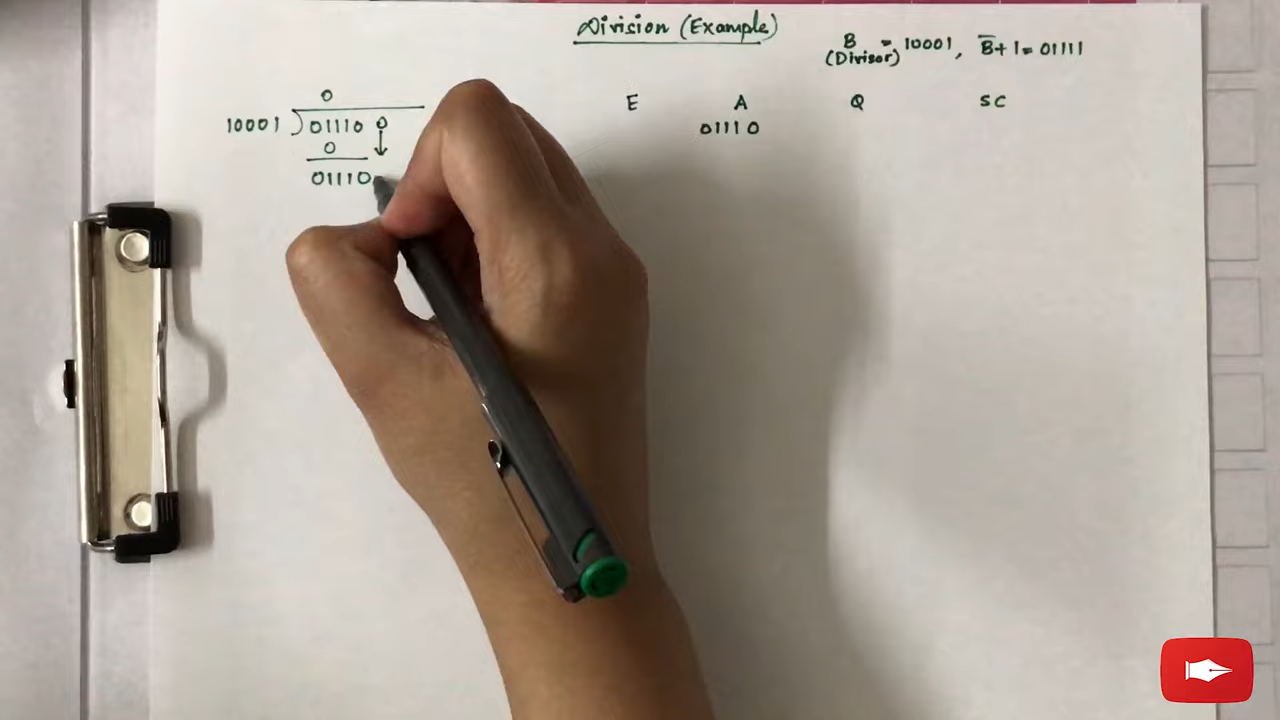 Division (Example)
B (Divisor) = 10001, B̅+1=01111
0
10001 ) 01110 0
0
01110
E A Q SC
01110